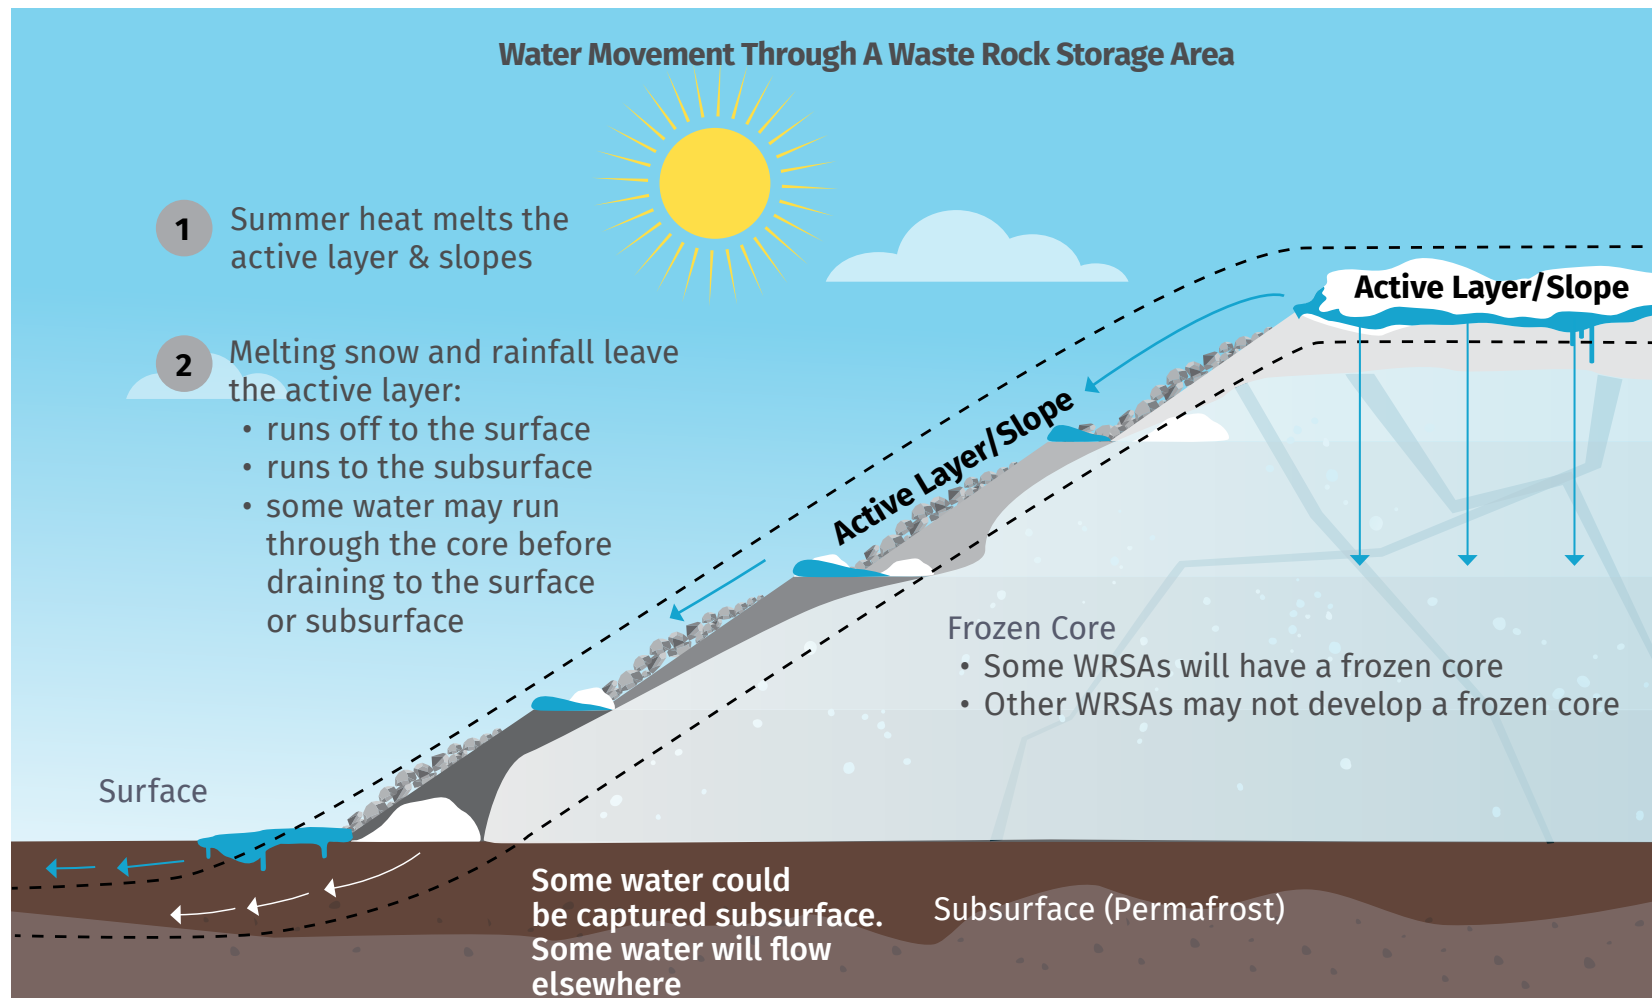 Water Movement Through A Waste Rock Storage Area
1
Summer heat melts the
active layer & slopes
2
Melting snow and rainfall leave
the active layer:
• runs off to the surface
• runs to the subsurface
• some water may run
through the core before
draining to the surface
or subsurface
Active Layer/Slope
Active Layer/Slope
Frozen Core
• Some WRSAs will have a frozen core
• Other WRSAs may not develop a frozen core
Surface
Some water could
be captured subsurface.
Some water will flow
elsewhere
Subsurface (Permafrost)